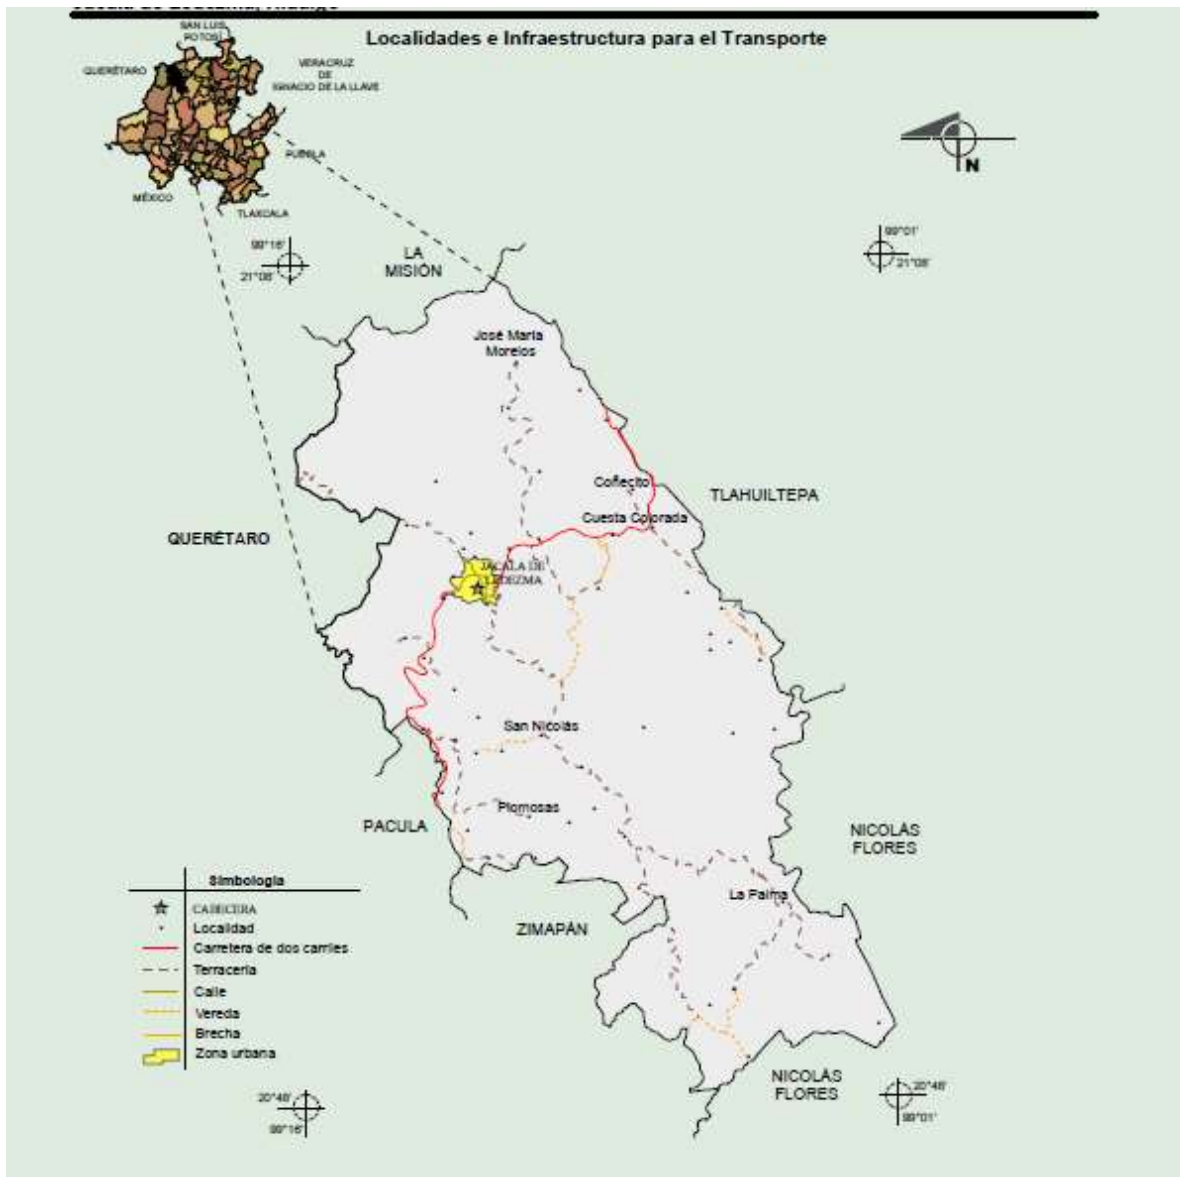 Localidades e Infraestructura para el Transporte
SAN LUIS
POTOSÍ
QUERÉTARO
VERACRUZ
DE
IGNACIO DE LA LLAVE
PUEBLA
MÉXICO
TLAXCALA
N
99°16'
21°08'
99°01'
21°08'
LA
MISIÓN
José María
Morelos
Coñecito
TLAHUILTEPA
Cuesta Colorada
QUERÉTARO
JACALA DE
LEDEZMA
San Nicolás
Plomosas
PACULA
NICOLÁS
FLORES
La Palma
ZIMAPÁN
Simbología
CABECERA
Localidad
Carretera de dos carriles
Terracería
Calle
Vereda
Brecha
Zona urbana
NICOLÁS
FLORES
20°48'
99°16'
20°48'
99°01'